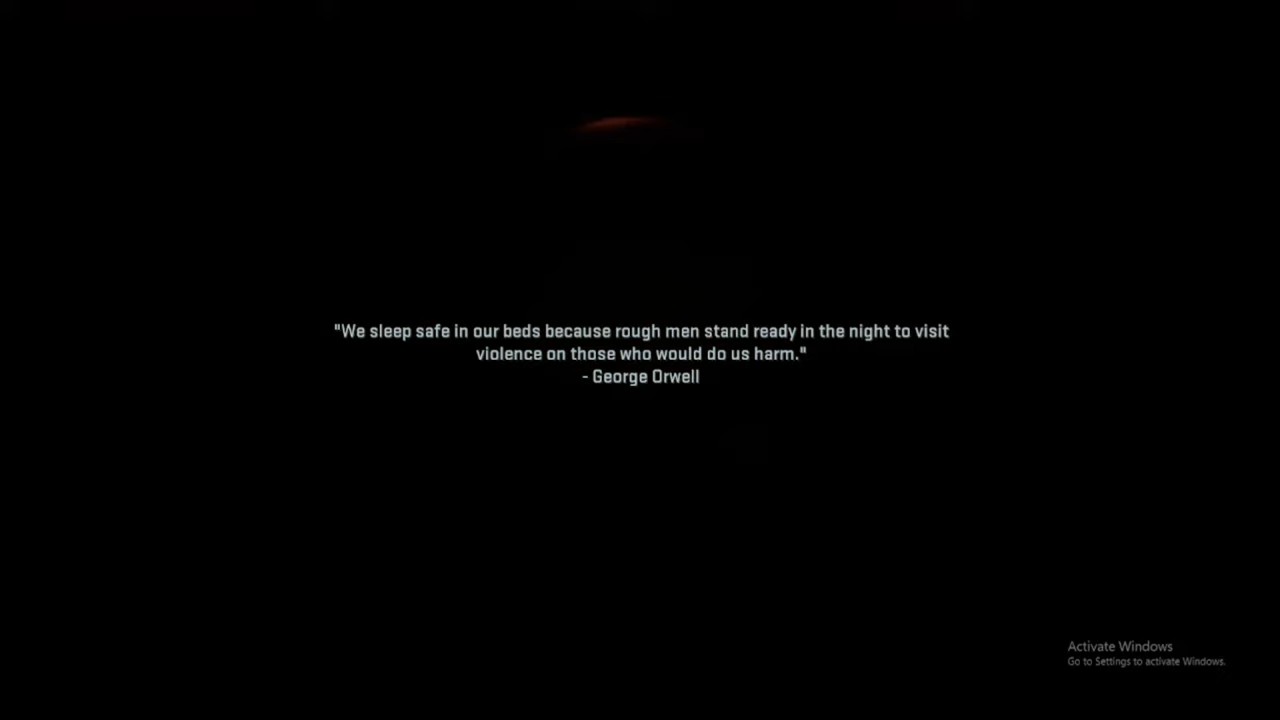 "We sleep safe in our beds because rough men stand ready in the night to visit
violence on those who would do us harm."
- George Orwell
Activate Windows
Go to Settings to activate Windows.